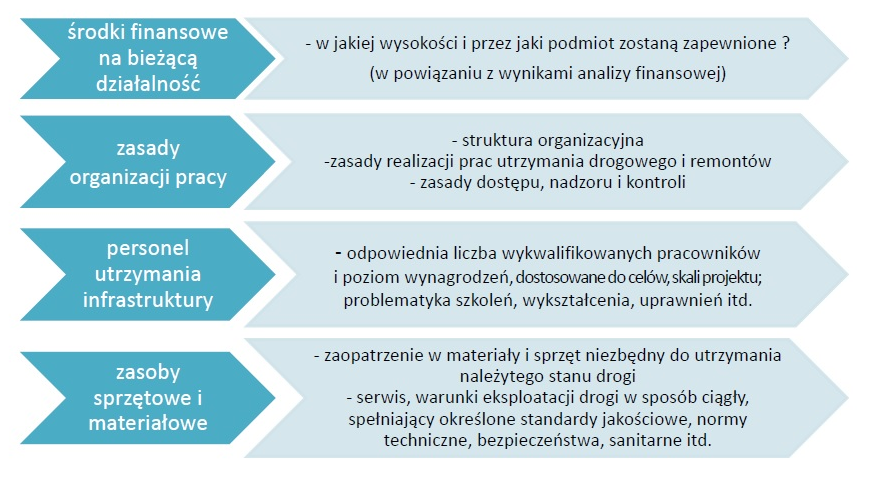 środki finansowe
na bieżącą
działalność
- w jakiej wysokości i przez jaki podmiot zostaną zapewnione ?
(w powiązaniu z wynikami analizy finansowej)
zasady
organizacji pracy
- struktura organizacyjna
-zasady realizacji prac utrzymania drogowego i remontów
- zasady dostępu, nadzoru i kontroli
personel
utrzymania
infrastruktury
- odpowiednia liczba wykwalifikowanych pracowników
i poziom wynagrodzeń, dostosowane do celów, skali projektu;
problematyka szkoleń, wykształcenia, uprawnień itd.
zasoby
sprzętowe i
materiałowe
- zaopatrzenie w materiały i sprzęt niezbędny do utrzymania
należytego stanu drogi
- serwis, warunki eksploatacji drogi w sposób ciągły,
spełniający określone standardy jakościowe, normy
techniczne, bezpieczeństwa, sanitarne itd.